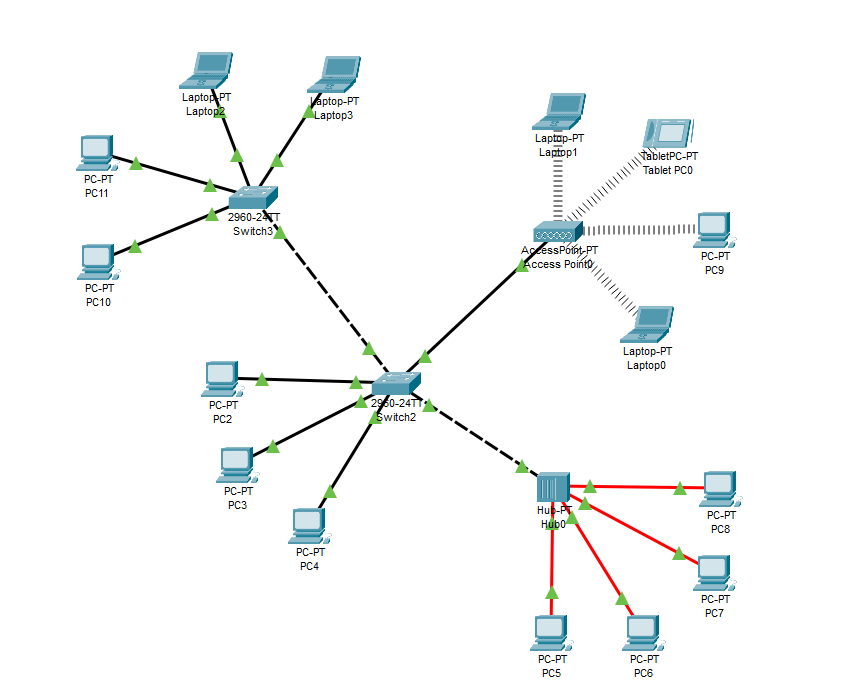 Laptop-PT
Laptop2
Laptop-PT
Laptop3
Laptop-PT
Laptop1
TabletPC-PT
Tablet PC0
PC-PT
PC11
2960-24TT
Switch3
AccessPoint-PT
Access Point0
PC-PT
PC9
PC-PT
PC10
Laptop-PT
Laptop0
PC-PT
PC2
2960-24TT
Switch2
PC-PT
PC3
Hub-PT
Hub0
PC-PT
PC8
PC-PT
PC4
PC-PT
PC7
PC-PT
PC5
PC-PT
PC6